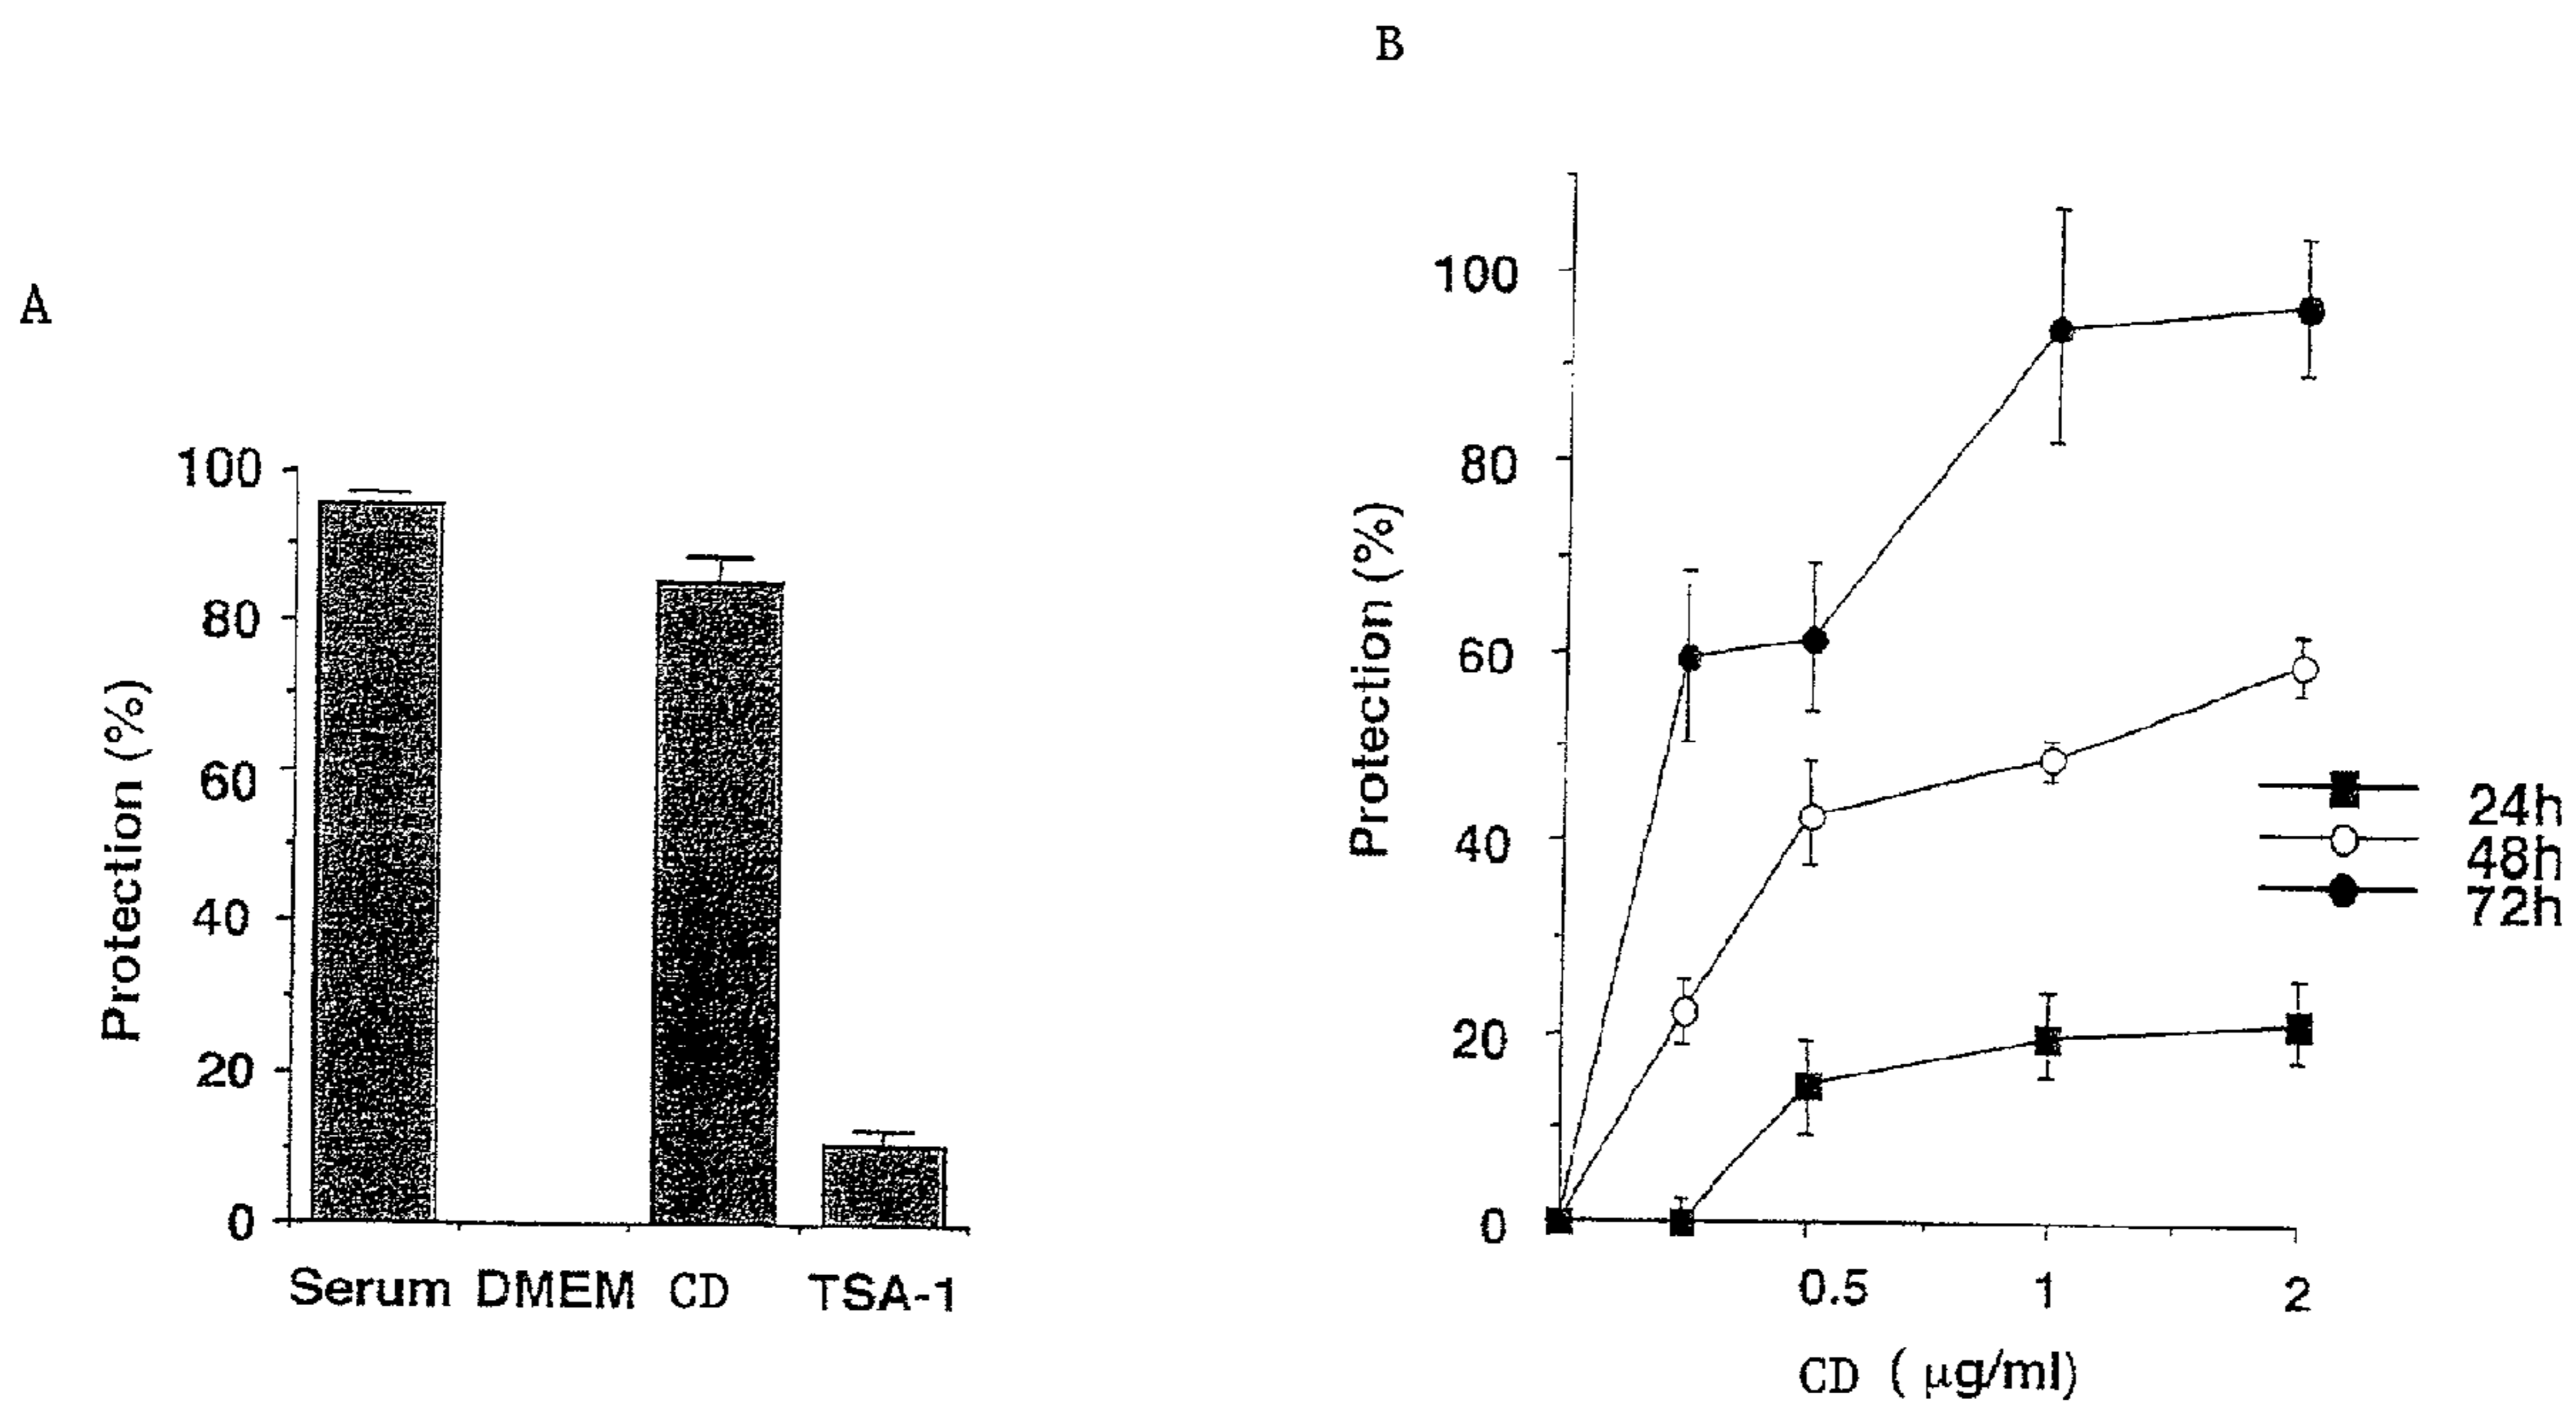 A
Protection (%)
100
80
60
40
20
0
Serum DMEM CD TSA-1
B
Protection (%)
100
80
60
40
20
0
0.5 1 2
CD ( μg/ml)
24h
48h
72h